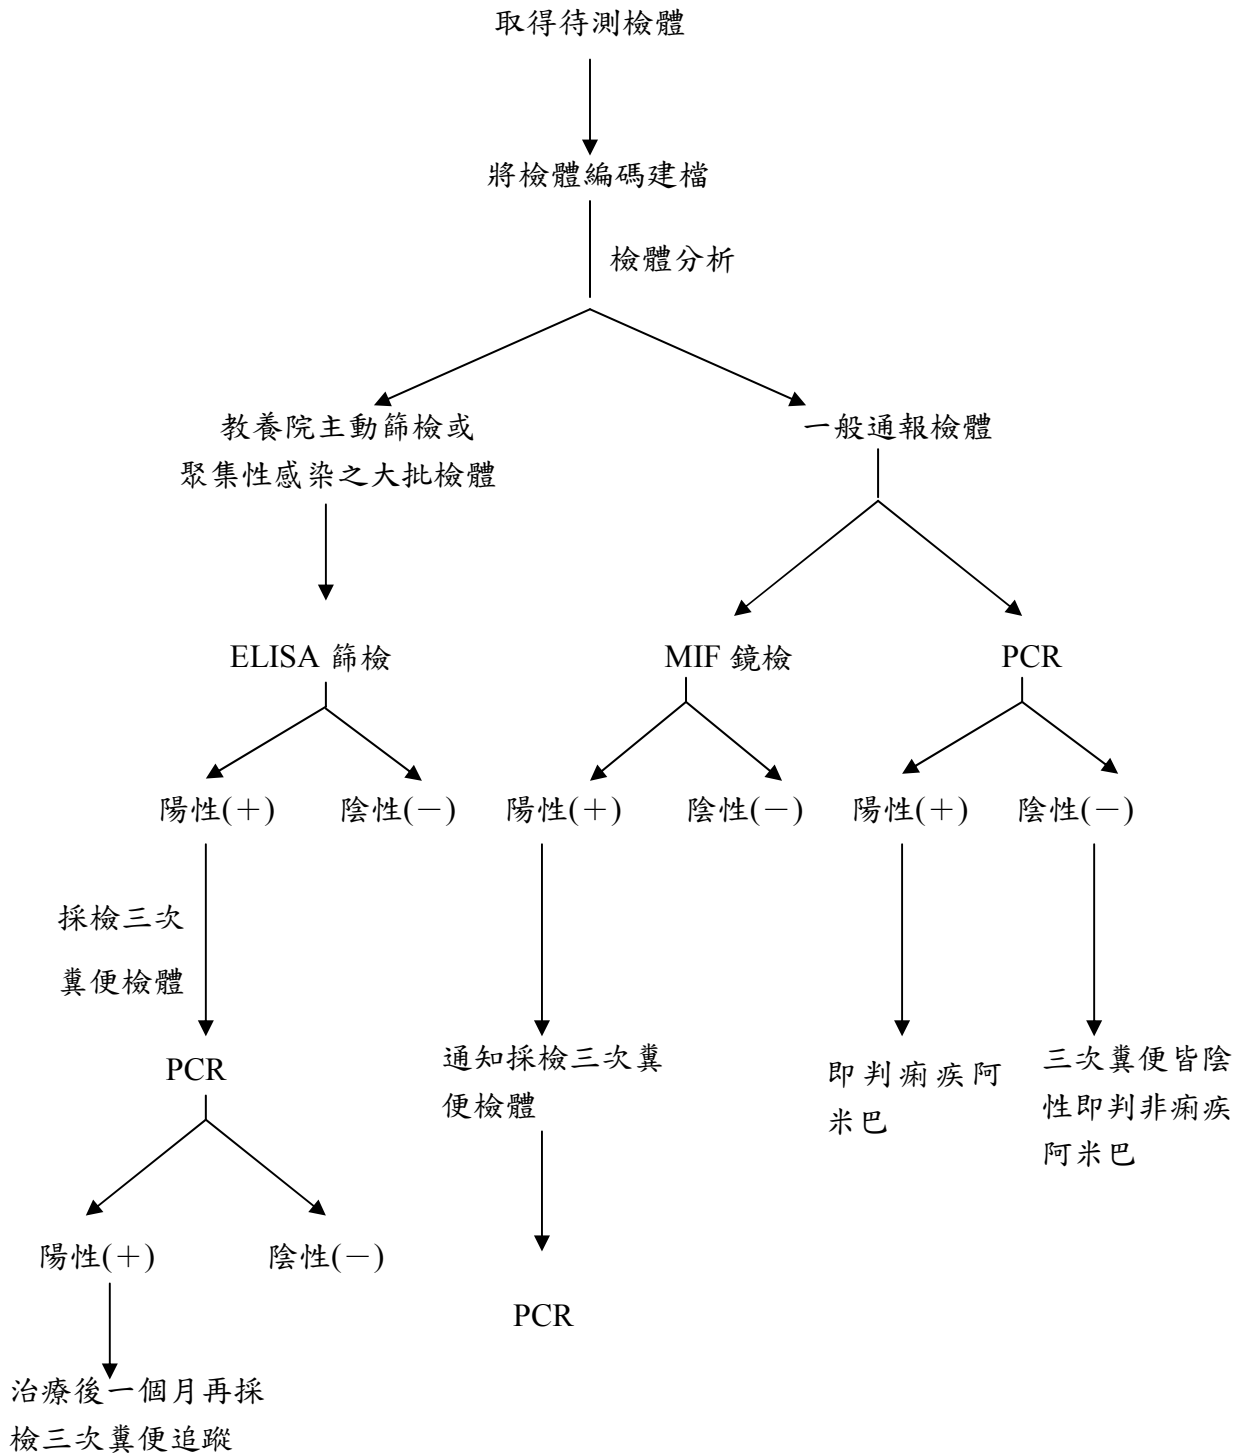 取得待測檢體
將檢體編碼建檔
檢體分析
教養院主動篩檢或
聚集性感染之大批檢體
一般通報檢體
ELISA 篩檢
MIF 鏡檢
PCR
陽性(＋)
陰性(－)
陽性(＋)
陰性(－)
陽性(＋)
陰性(－)
採檢三次
糞便檢體
PCR
通知採檢三次糞
便檢體
即判痢疾阿
米巴
三次糞便皆陰
性即判非痢疾
阿米巴
陽性(＋)
陰性(－)
PCR
治療後一個月再採
檢三次糞便追蹤